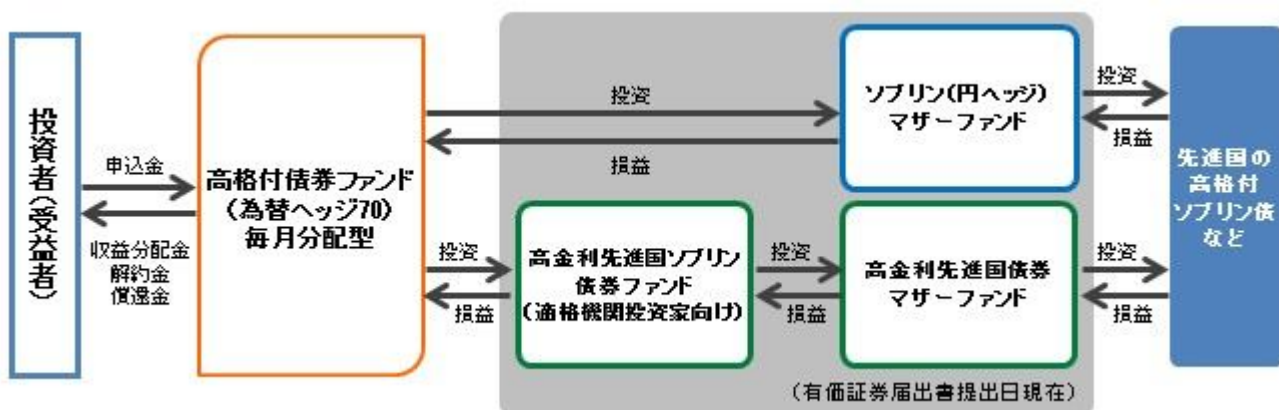 投資者(受益者)
申込金
収益分配金
解約金
償還金
高格付債券ファンド
(為替ヘッジ70)
毎月分配型
投資
損益
ソブリン(円ヘッジ)
マザーファンド
投資
損益
投資
損益
高金利先進国ソブリン
債券ファンド
(適格機関投資家向け)
投資
損益
高金利先進国債券
マザーファンド
投資
損益
先進国の
高格付
ソブリン債
など
(有価証券届出書提出日現在)